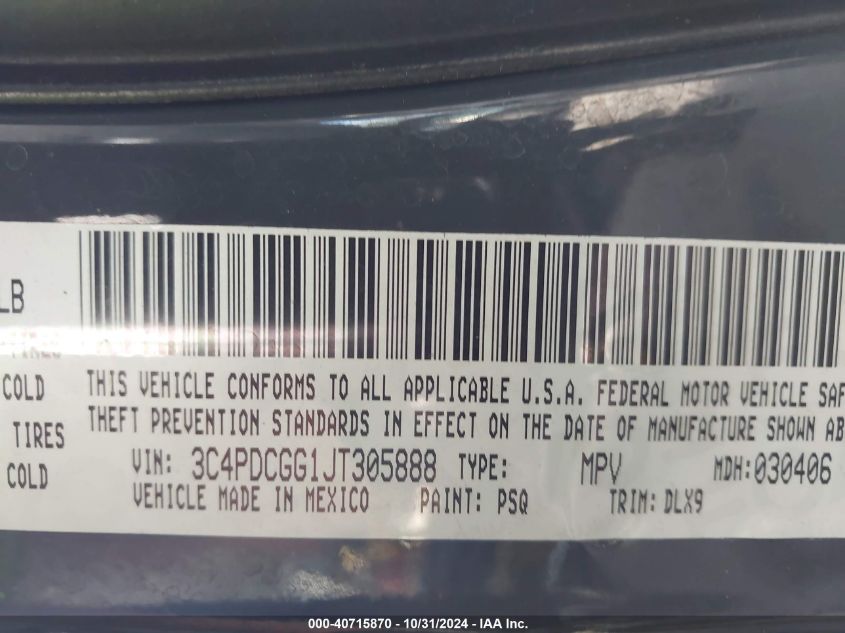 LB
TIRES
COLD
TIRES
COLD
THIS VEHICLE CONFORMS TO ALL APPLICABLE U.S.A. FEDERAL MOTOR VEHICLE SAF
THEFT PREVENTION STANDARDS IN EFFECT ON THE DATE OF MANUFACTURE SHOWN AB
VIN: 3C4PDCGG1JT305888 TYPE: MPV MDH:030406
VEHICLE MADE IN MEXICO PAINT: PSQ TRIM: DLX9
000-40715870 - 10/31/2024 - IAA Inc.